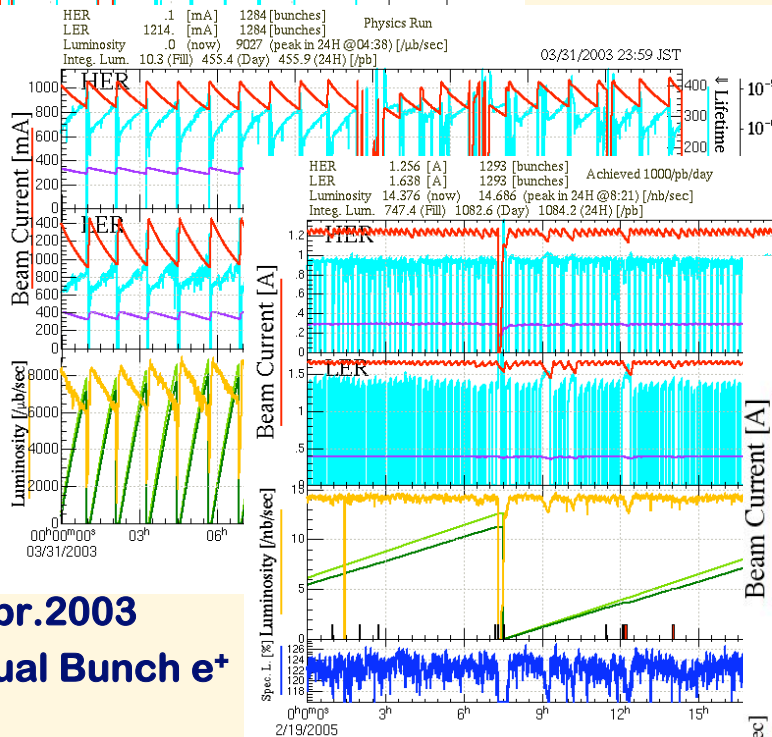 HER .1 [mA] 1284 [bunches] Physics Run
LER 1214. [mA] 1284 [bunches]
Luminosity .0 (now) 9027 (peak in 24H @04:38) [/μb/sec]
Integ. Lum. 10.3 (Fill) 455.4 (Day) 455.9 (24H) [/pb]
03/31/2003 23:59 JST
HER
1000
800
600
400
200
0
400
300
200
⇓ Lifetime
Beam Current [mA]
LER
1400
1200
1000
800
600
400
200
0
Luminosity [/μb/sec]
8000
6000
4000
2000
0
00ʰ00ᵐ00ˢ 03ʰ 06ʰ
03/31/2003
HER 1.256 [A] 1293 [bunches] Achieved 1000/pb/day
LER 1.638 [A] 1293 [bunches]
Luminosity 14.376 (now) 14.686 (peak in 24H @8:21) [/nb/sec]
Integ. Lum. 747.4 (Fill) 1082.6 (Day) 1084.2 (24H) [/pb]
HER
1.2
1
.8
.6
.4
.2
0
Beam Current [A]
LER
1.5
1
.5
0
Luminosity [/nb/sec]
15
10
5
0
Spec. L. [%]
126
124
122
120
118
0ʰ00ᵐ0ˢ 3ʰ 6ʰ 9ʰ 12ʰ 15ʰ
2/19/2005
Beam Current [A]
pr.2003
ual Bunch e⁺
ec]